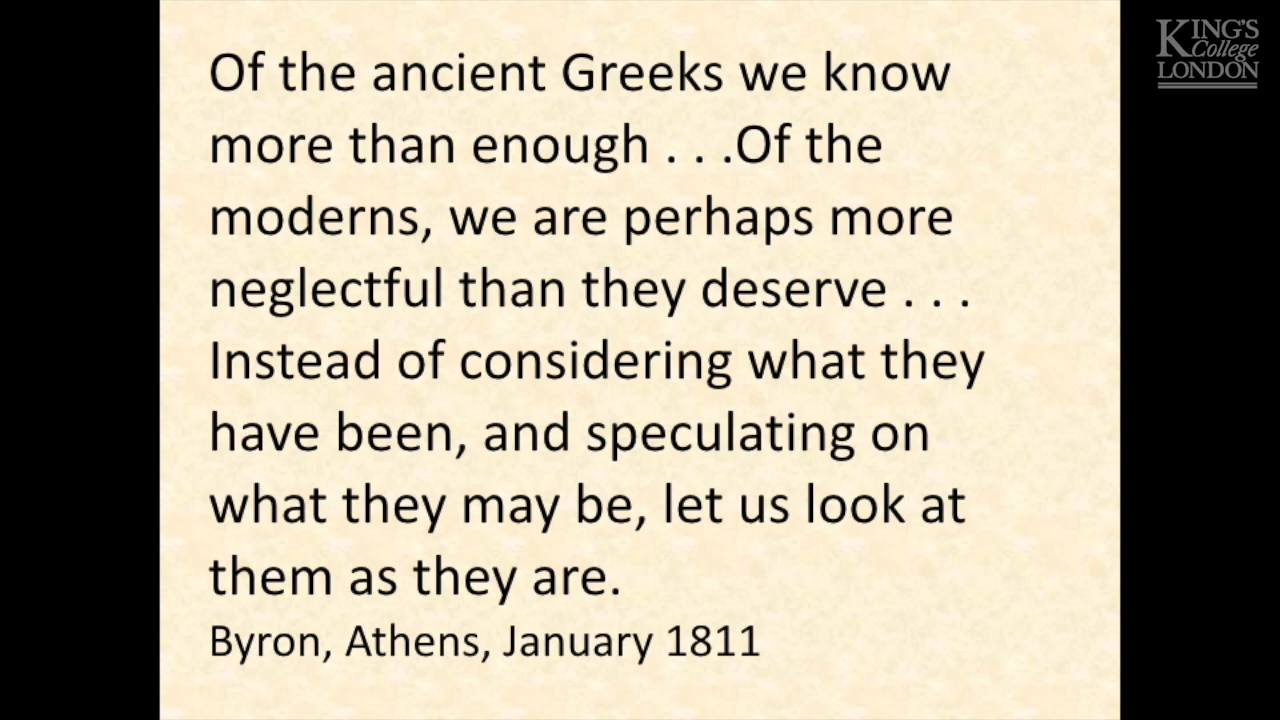 Of the ancient Greeks we know
more than enough . . .Of the
moderns, we are perhaps more
neglectful than they deserve . . .
Instead of considering what they
have been, and speculating on
what they may be, let us look at
them as they are.
Byron, Athens, January 1811
KING'S
College
LONDON